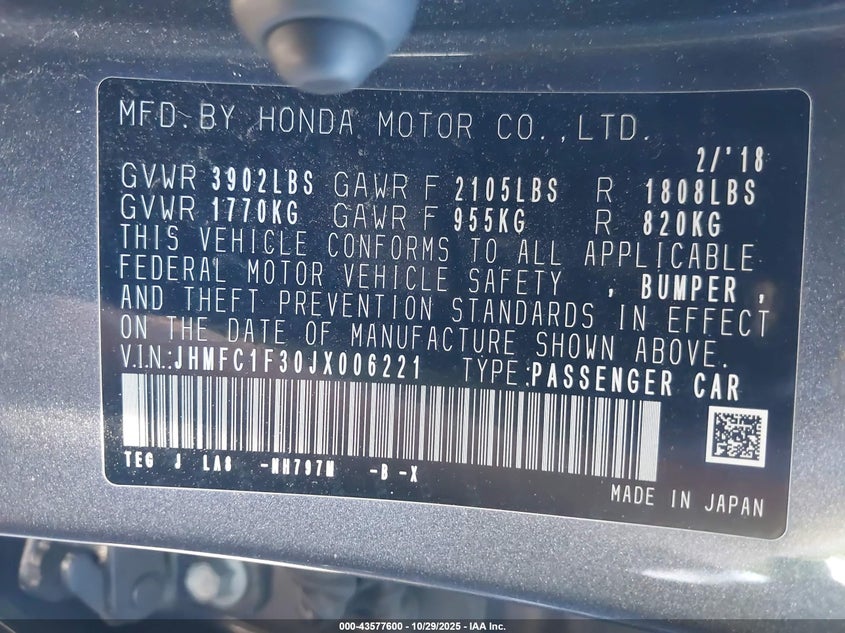 MFD. BY HONDA MOTOR CO., LTD.
2/'18
GVWR 3902LBS GAWR F 2105LBS R 1808LBS
GVWR 1770KG GAWR F 955KG R 820KG
THIS VEHICLE CONFORMS TO ALL APPLICABLE
FEDERAL MOTOR VEHICLE SAFETY , BUMPER ,
AND THEFT PREVENTION STANDARDS IN EFFECT
ON THE DATE OF MANUFACTURE SHOWN ABOVE.
V.I.N.:JHMFC1F30JX006221 TYPE:PASSENGER CAR
TEG J LA8 -NH797M -B -X
MADE IN JAPAN
000-43577600 / 10/29/2025 - IAA Inc.